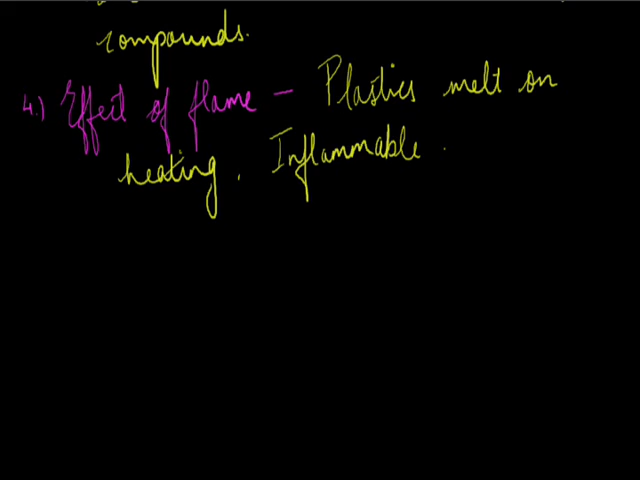 compounds.
4.) Effect of flame - Plastics melt on
heating. Inflammable.